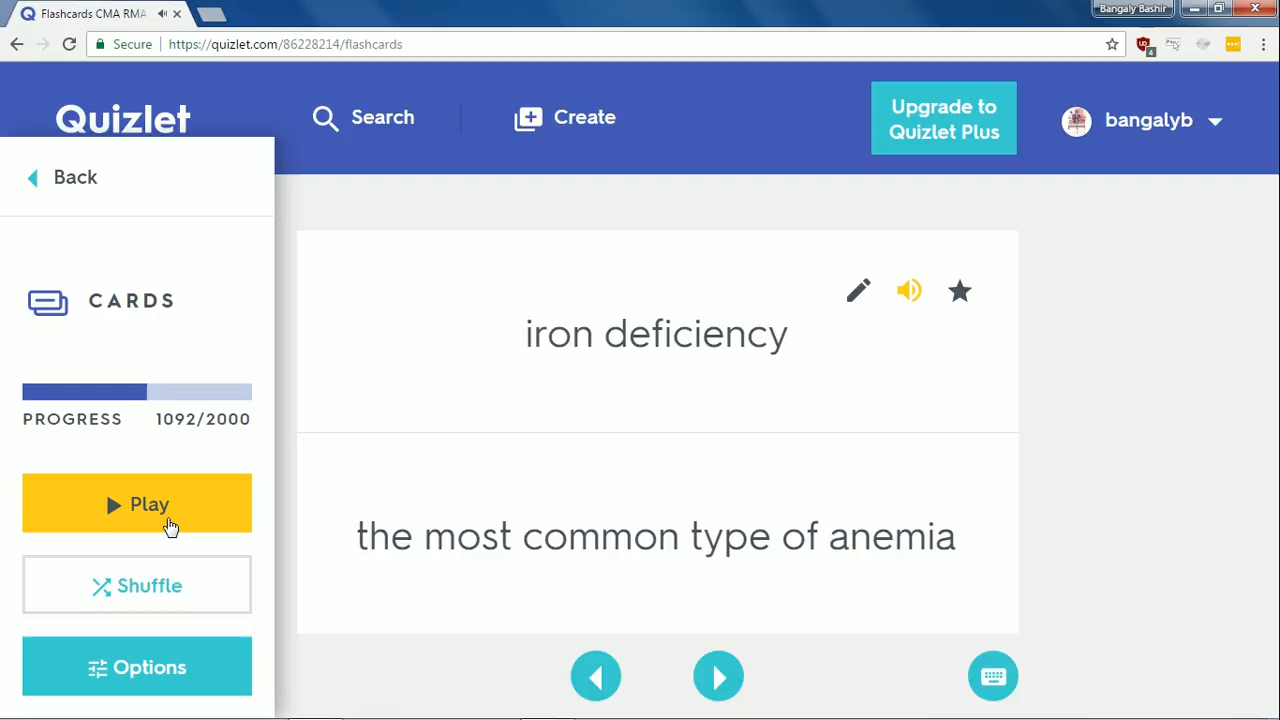 Flashcards CMA RMA
Bangaly Bashir
Secure
https://quizlet.com/86228214/flashcards
4
Quizlet
Search
Create
Upgrade to
Quizlet Plus
bangalyb
Back
CARDS
PROGRESS 1092/2000
Play
Shuffle
Options
iron deficiency
the most common type of anemia